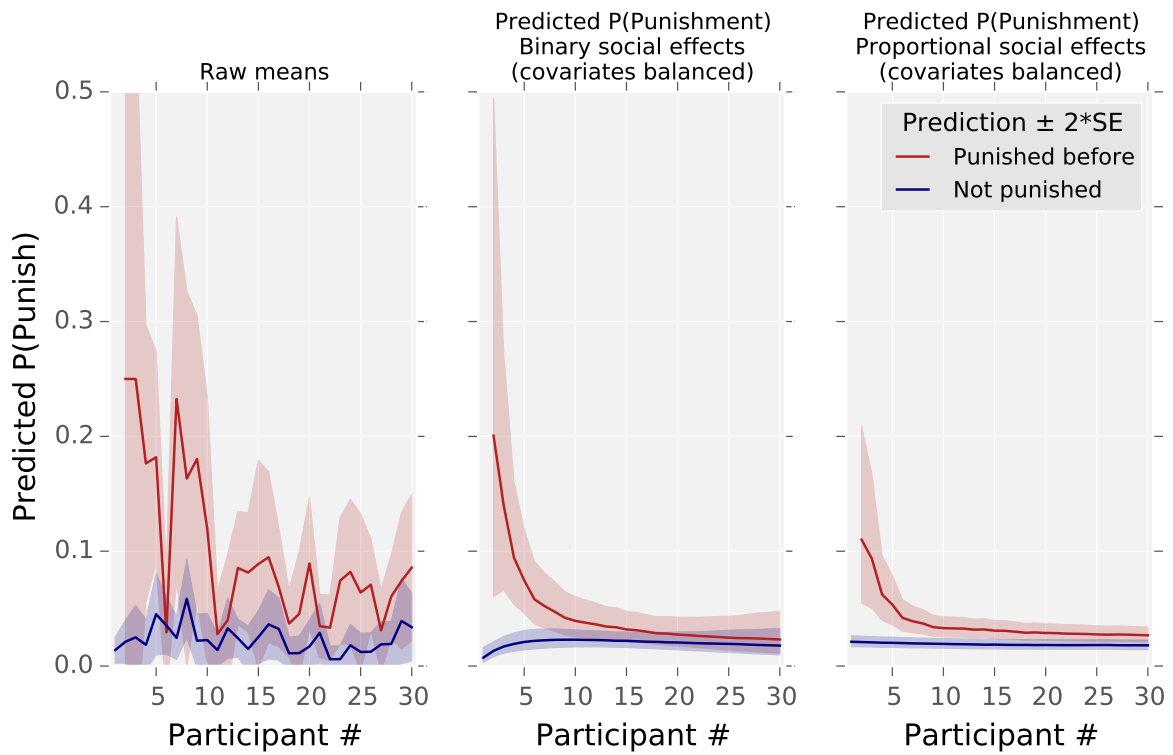 Raw means
Predicted P(Punishment)
Binary social effects
(covariates balanced)
Predicted P(Punishment)
Proportional social effects
(covariates balanced)
Predicted P(Punish)
0.5
0.4
0.3
0.2
0.1
0.0
Prediction ± 2*SE
Punished before
Not punished
5 10 15 20 25 30
5 10 15 20 25 30
5 10 15 20 25 30
Participant #
Participant #
Participant #